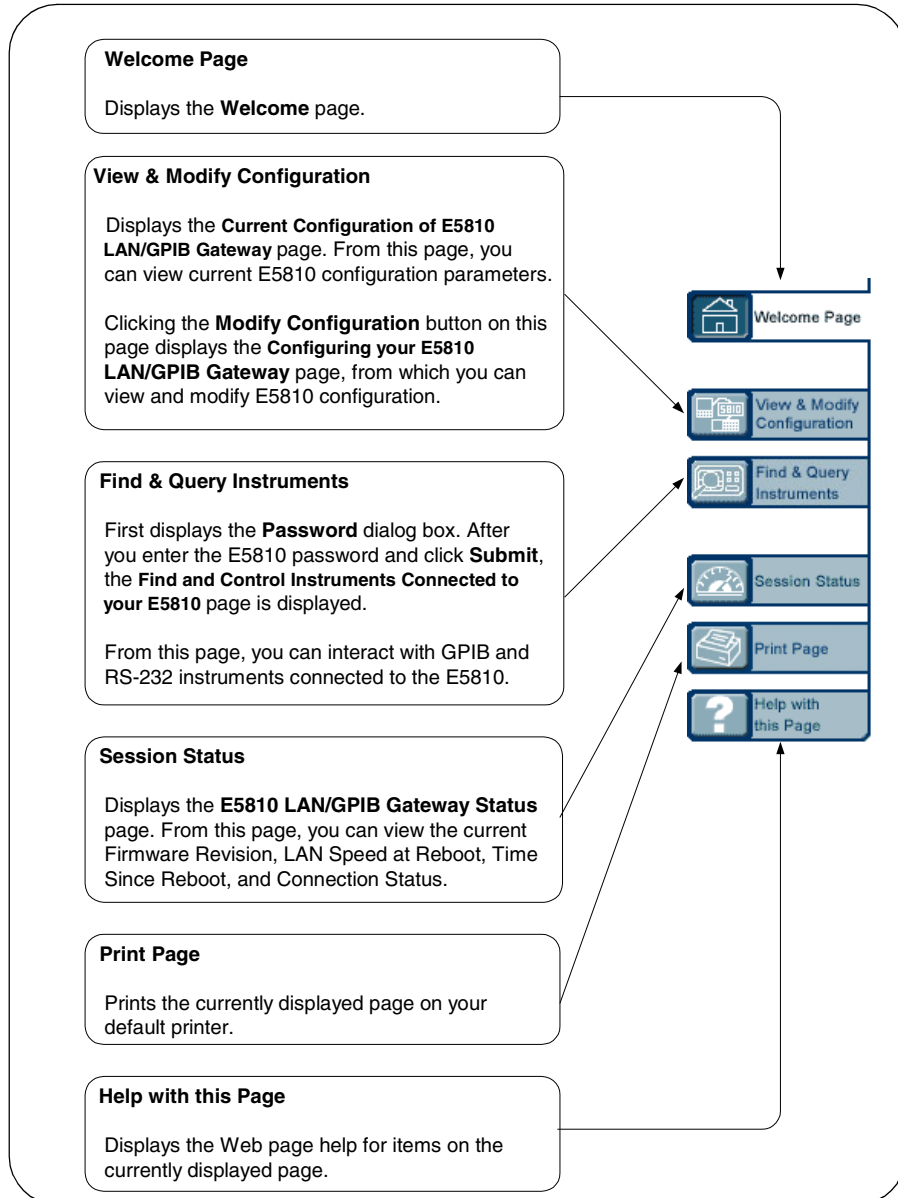 Welcome Page
Displays the Welcome page.
View & Modify Configuration
Displays the Current Configuration of E5810
LAN/GPIB Gateway page. From this page, you
can view current E5810 configuration parameters.
Clicking the Modify Configuration button on this
page displays the Configuring your E5810
LAN/GPIB Gateway page, from which you can
view and modify E5810 configuration.
Find & Query Instruments
First displays the Password dialog box. After
you enter the E5810 password and click Submit,
the Find and Control Instruments Connected to
your E5810 page is displayed.
From this page, you can interact with GPIB and
RS-232 instruments connected to the E5810.
Session Status
Displays the E5810 LAN/GPIB Gateway Status
page. From this page, you can view the current
Firmware Revision, LAN Speed at Reboot, Time
Since Reboot, and Connection Status.
Print Page
Prints the currently displayed page on your
default printer.
Help with this Page
Displays the Web page help for items on the
currently displayed page.
Welcome Page
5810
View & Modify
Configuration
Find & Query
Instruments
Session Status
Print Page
?
Help with
this Page